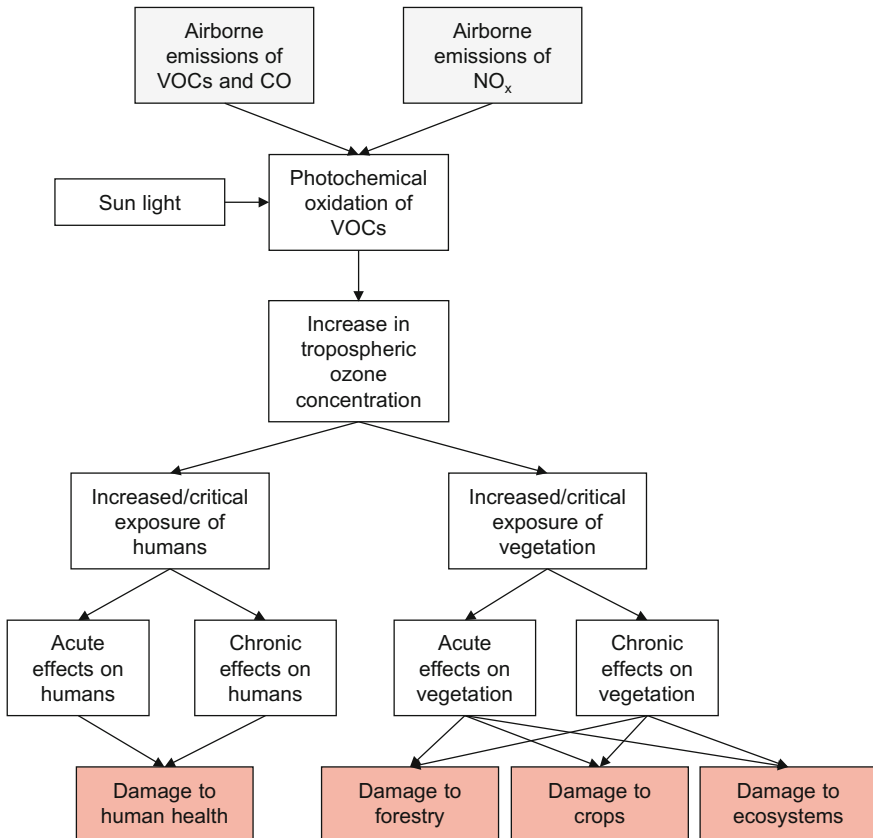 Airborne
emissions of
VOCs and CO
Airborne
emissions of
NOₓ
Sun light
Photochemical
oxidation of
VOCs
Increase in
tropospheric
ozone
concentration
Increased/critical
exposure of
humans
Increased/critical
exposure of
vegetation
Acute
effects on
humans
Chronic
effects on
humans
Acute
effects on
vegetation
Chronic
effects on
vegetation
Damage to
human health
Damage to
forestry
Damage to
crops
Damage to
ecosystems